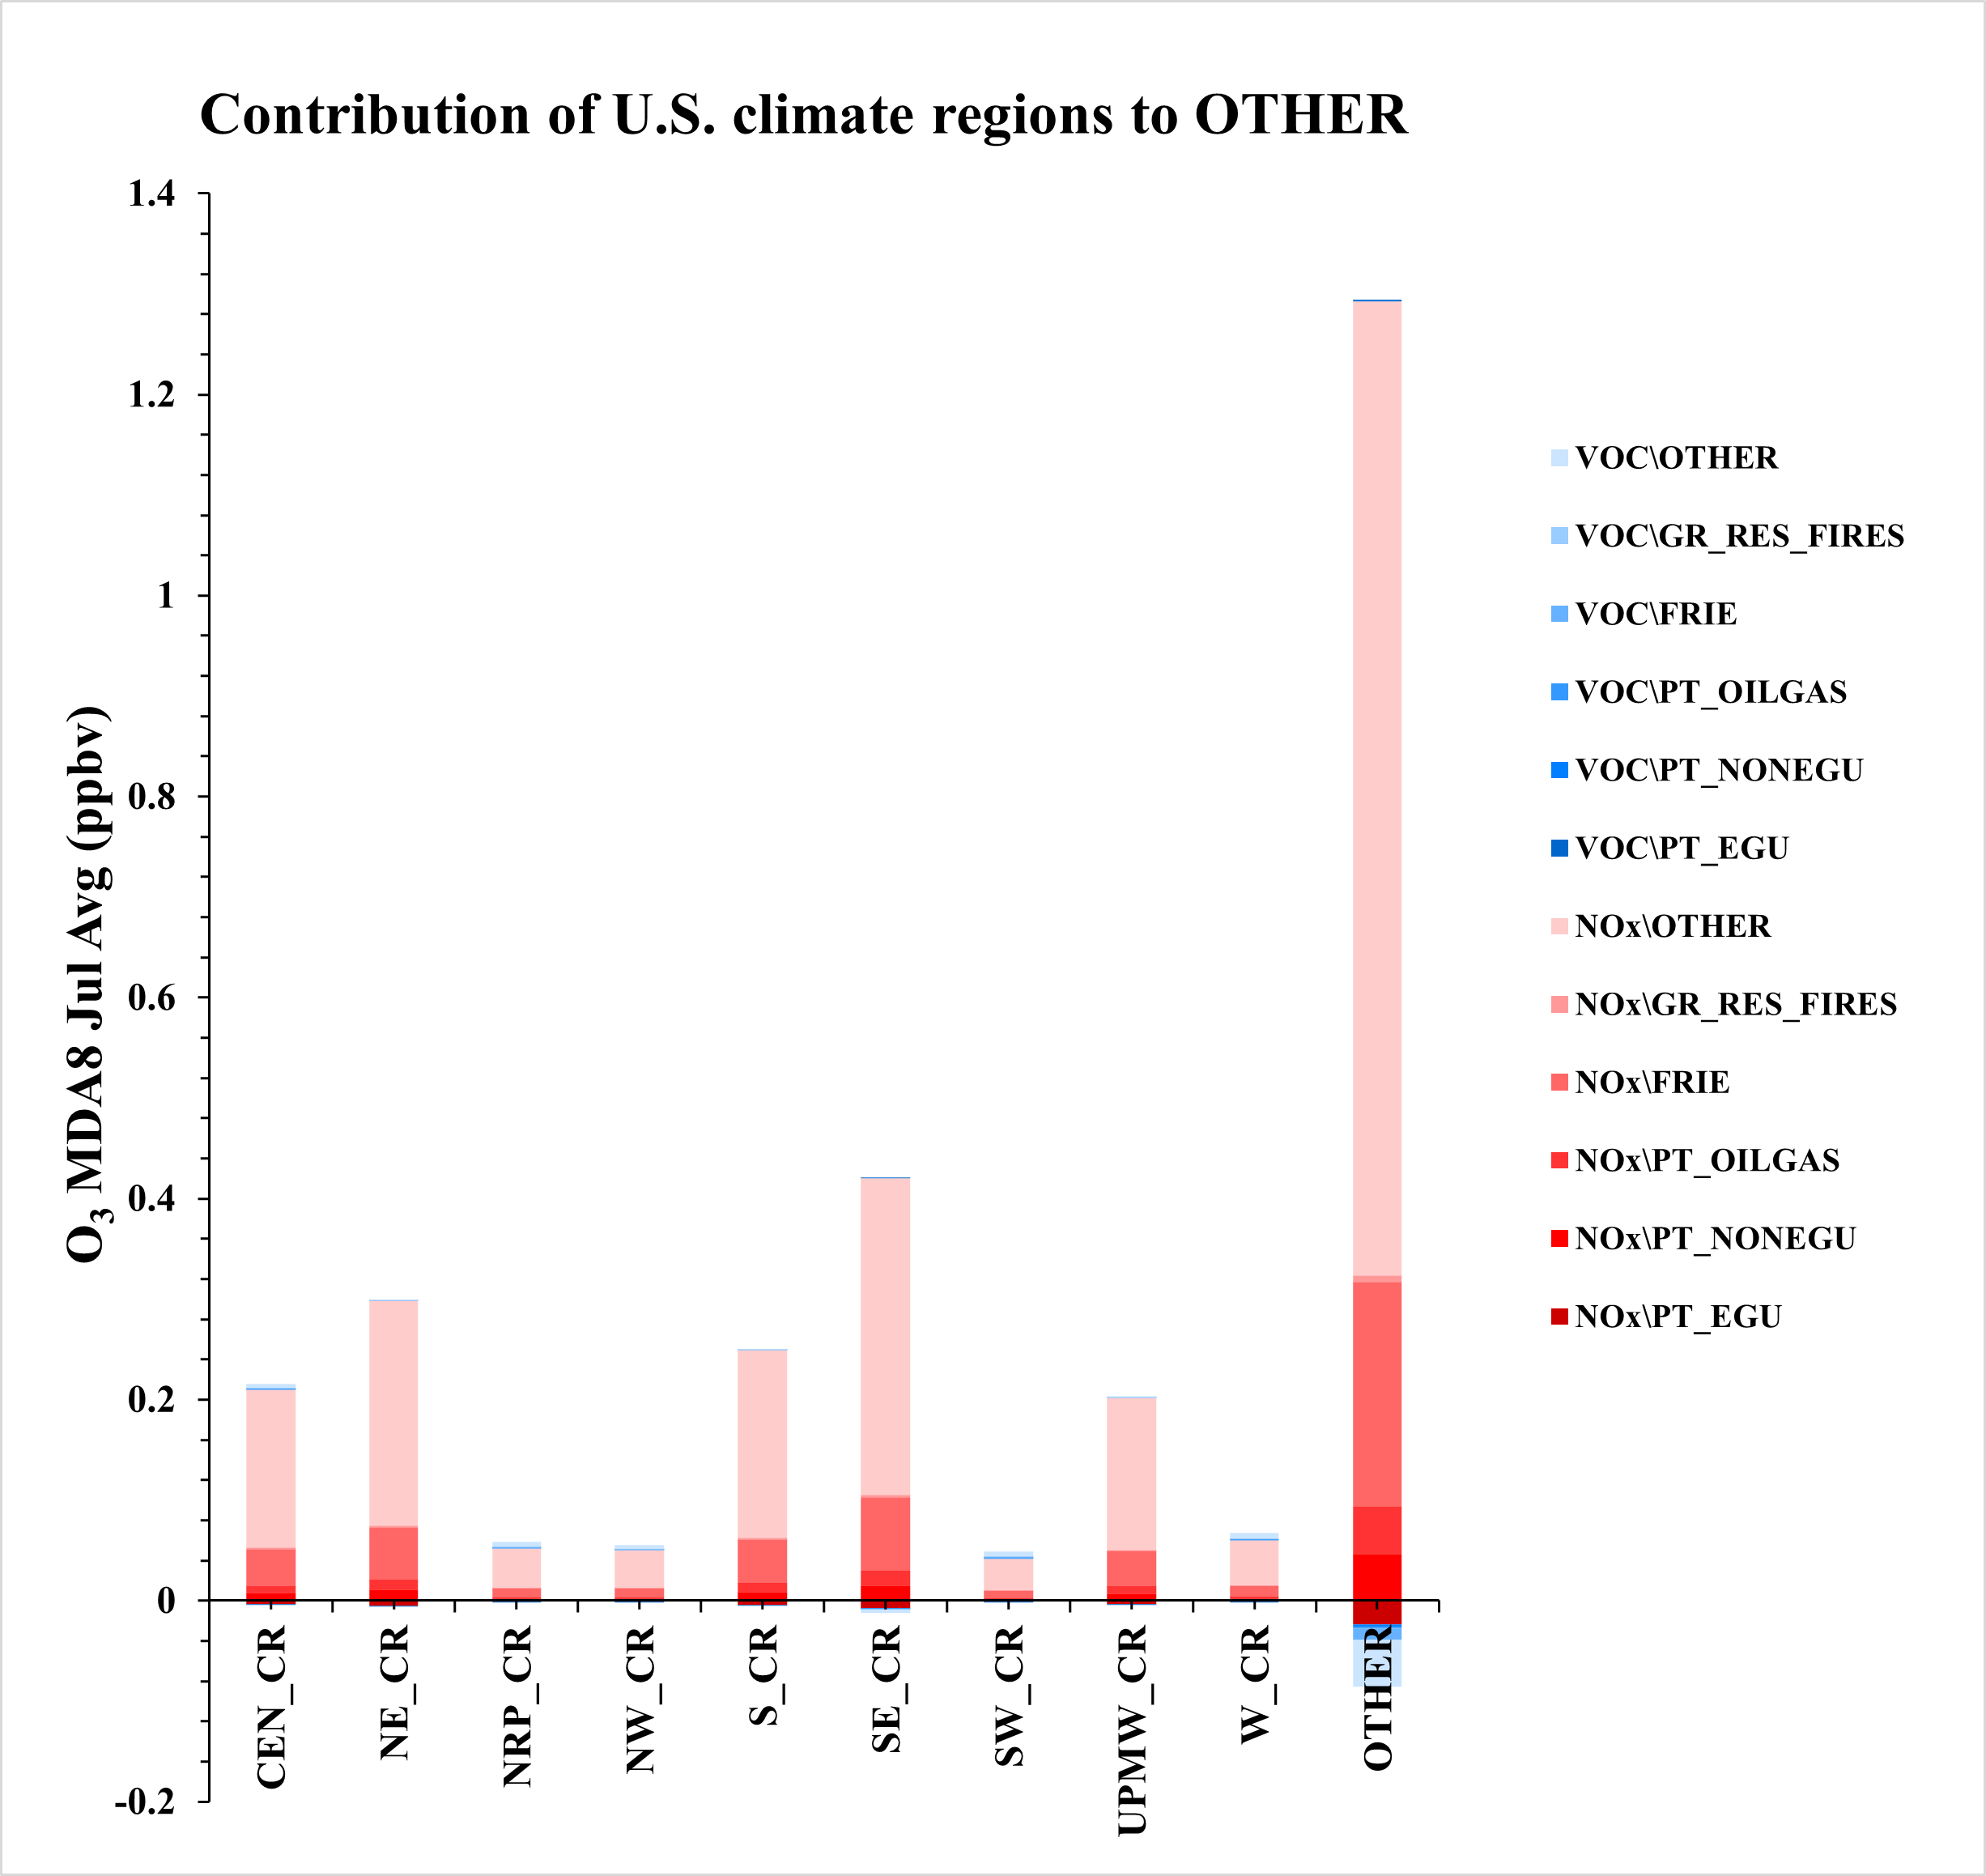 Contribution of U.S. climate regions to OTHER
O3 MDA8 Jul Avg (ppbv)
1.4
1.2
1
0.8
0.6
0.4
0.2
0
-0.2
CEN_CR
NE_CR
NRP_CR
NW_CR
S_CR
SE_CR
SW_CR
UPMW_CR
W_CR
OTHER
VOC\OTHER
VOC\GR_RES_FIRES
VOC\FRIE
VOC\PT_OILGAS
VOC\PT_NONEGU
VOC\PT_EGU
NOx\OTHER
NOx\GR_RES_FIRES
NOx\FRIE
NOx\PT_OILGAS
NOx\PT_NONEGU
NOx\PT_EGU